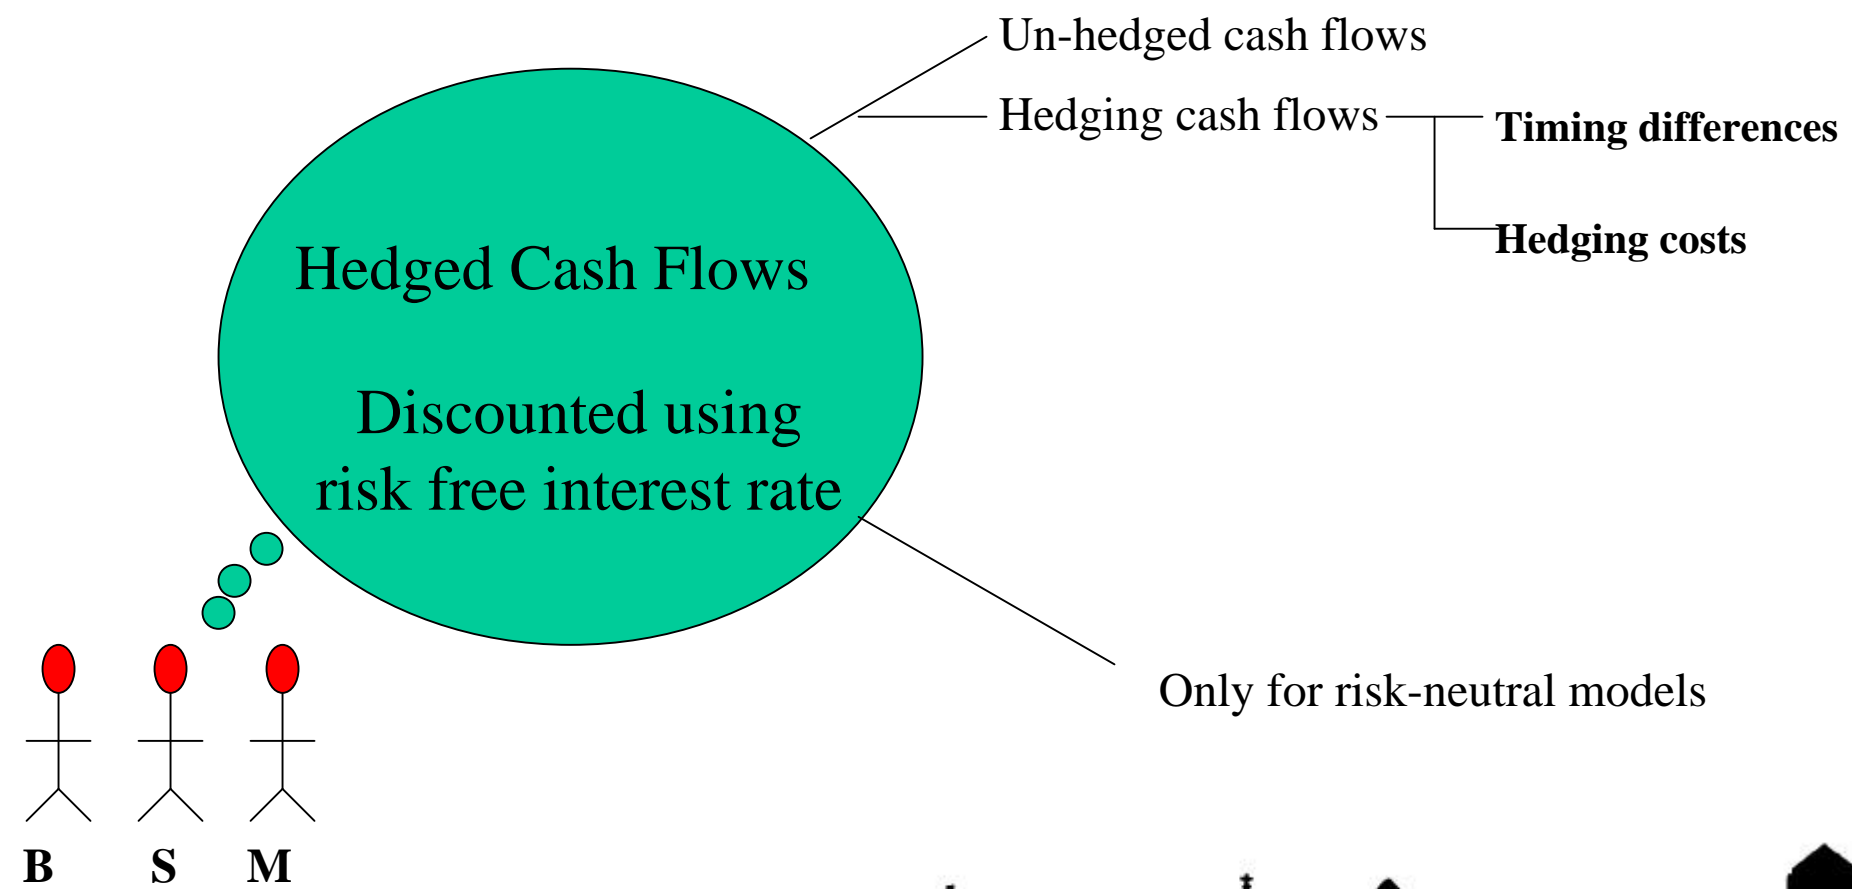 Un-hedged cash flows
Hedging cash flows
Timing differences
Hedging costs
Hedged Cash Flows
Discounted using
risk free interest rate
Only for risk-neutral models
B S M